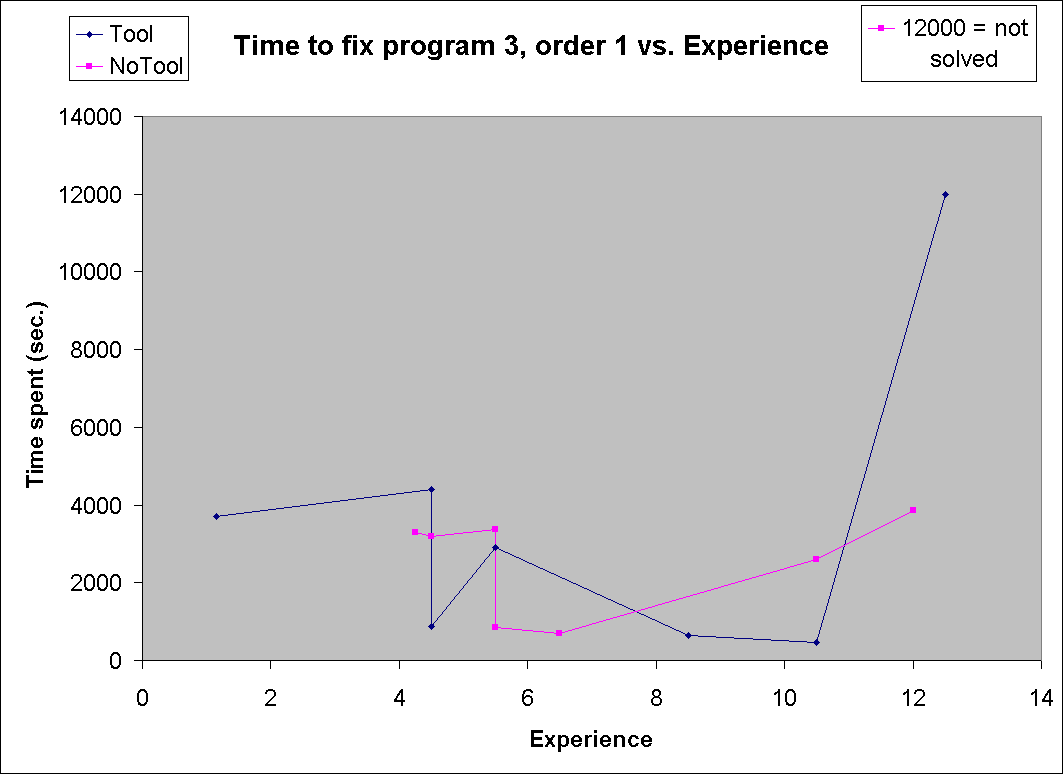 Tool
NoTool
Time to fix program 3, order 1 vs. Experience
12000 = not
solved
14000
12000
10000
8000
6000
4000
2000
0
Time spent (sec.)
0 2 4 6 8 10 12 14
Experience